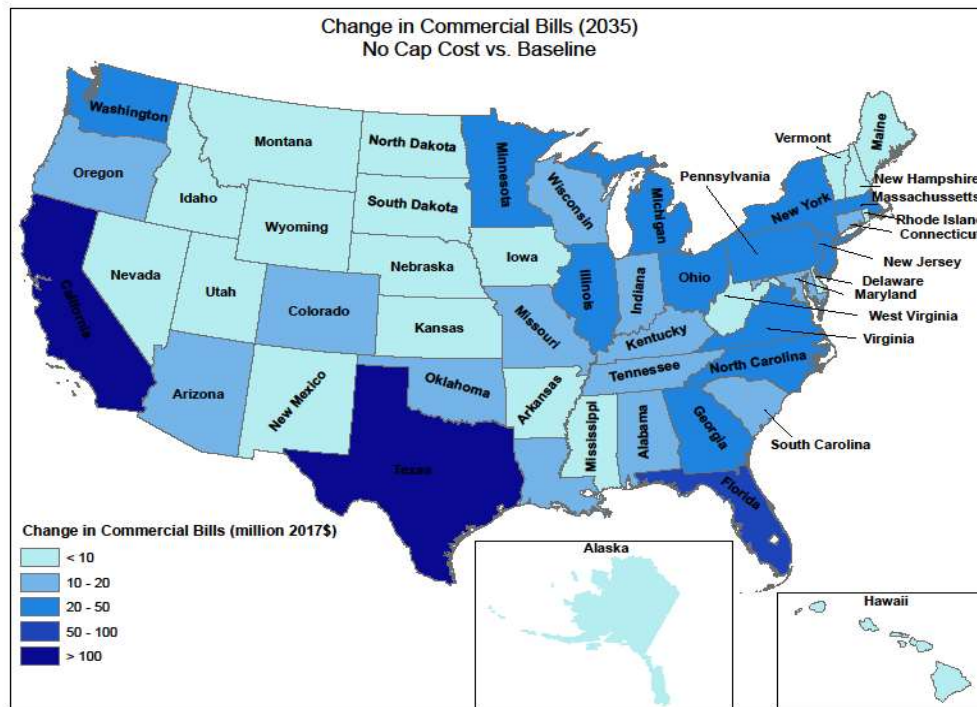 Change in Commercial Bills (2035)
No Cap Cost vs. Baseline
Washington
Oregon
California
Nevada
Idaho
Montana
Wyoming
Utah
Arizona
Colorado
New Mexico
North Dakota
South Dakota
Nebraska
Kansas
Oklahoma
Texas
Minnesota
Iowa
Missouri
Arkansas
Wisconsin
Illinois
Mississippi
Michigan
Indiana
Kentucky
Tennessee
Alabama
Ohio
Georgia
Florida
North Carolina
New York
Maine
Vermont
Pennsylvania
New Hampshire
Massachussetts
Rhode Island
Connecticut
New Jersey
Delaware
Maryland
West Virginia
Virginia
South Carolina
Change in Commercial Bills (million 2017$)
< 10
10 - 20
20 - 50
50 - 100
> 100
Alaska
Hawaii